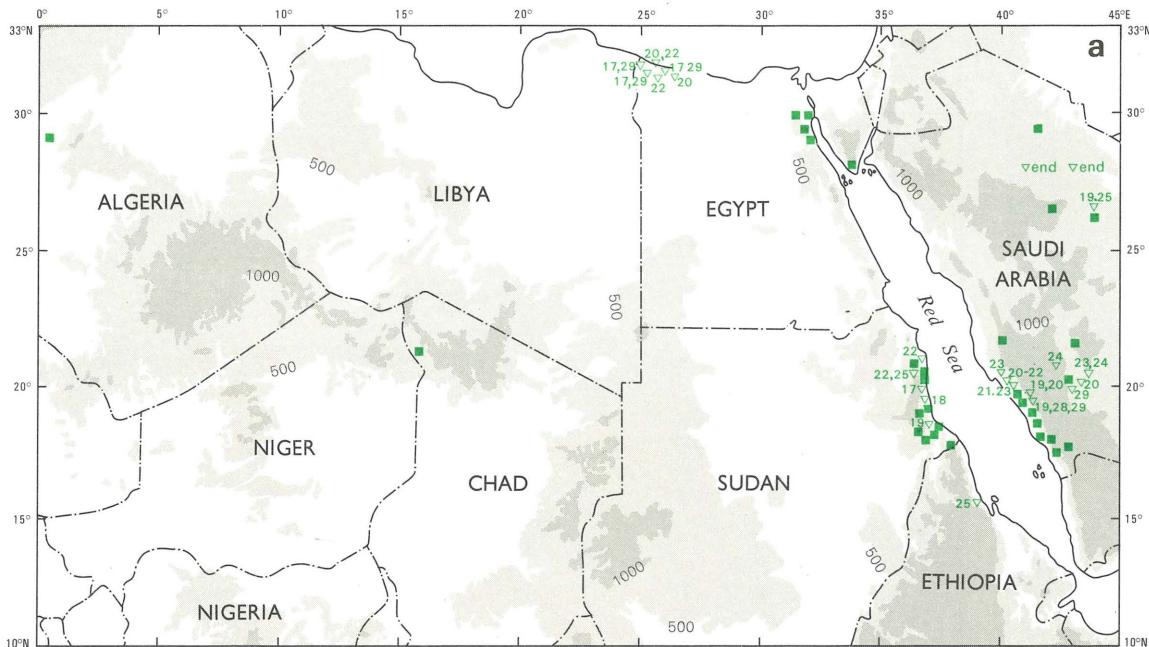 0° 5° 10° 15° 20° 25° 30° 35° 40° 45°E
33°N 33°N
a
20,22
17,29 17 29
17,29 22 20
30° 30°
500
500
1000
end end
ALGERIA LIBYA EGYPT
19,25
SAUDI
ARABIA
25° 25°
1000
500
Red
Sea
1000
500
22
24
23 20-22 23,24
22,25
20° 20°
17 21,23 19,20 20
29
18 19,28,29
19
NIGER
CHAD SUDAN
25
15° 15°
500
1000
ETHIOPIA
NIGERIA
500
10°N 10°N